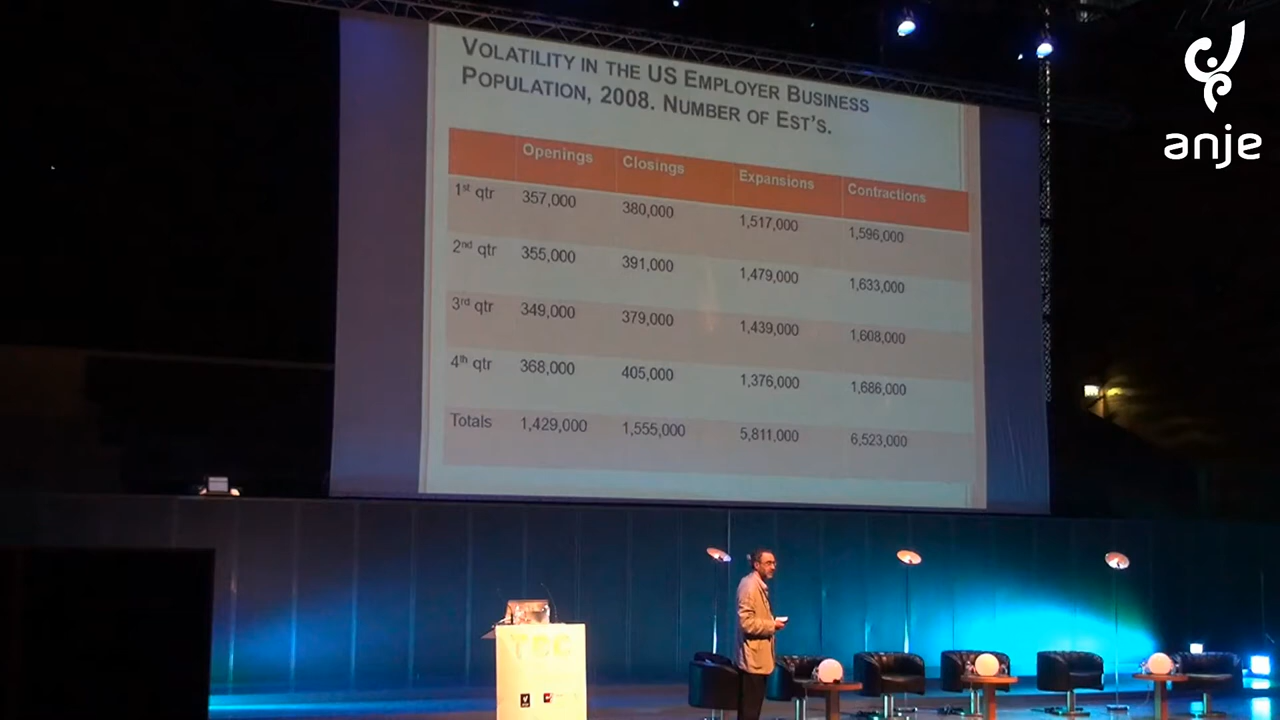 VOLATILITY IN THE US EMPLOYER BUSINESS
POPULATION, 2008. NUMBER OF EST'S.
Openings Closings Expansions Contractions
1st qtr 357,000 380,000 1,517,000 1,596,000
2nd qtr 355,000 391,000 1,479,000 1,633,000
3rd qtr 349,000 379,000 1,439,000 1,608,000
4th qtr 368,000 405,000 1,376,000 1,686,000
Totals 1,429,000 1,555,000 5,811,000 6,523,000
anje
TEC